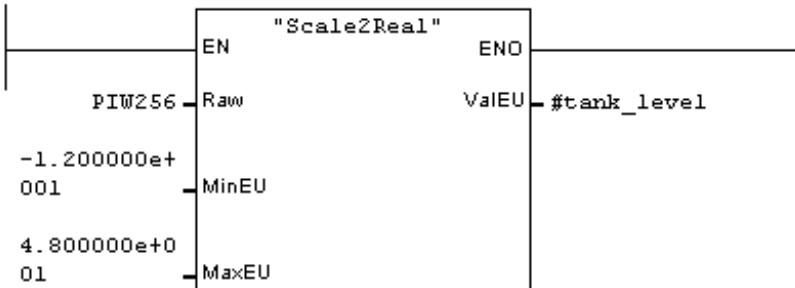 "Scale2Real"
EN ENO
PIW256 Raw ValEU #tank_level
-1.200000e+
001 MinEU
4.800000e+0
01 MaxEU